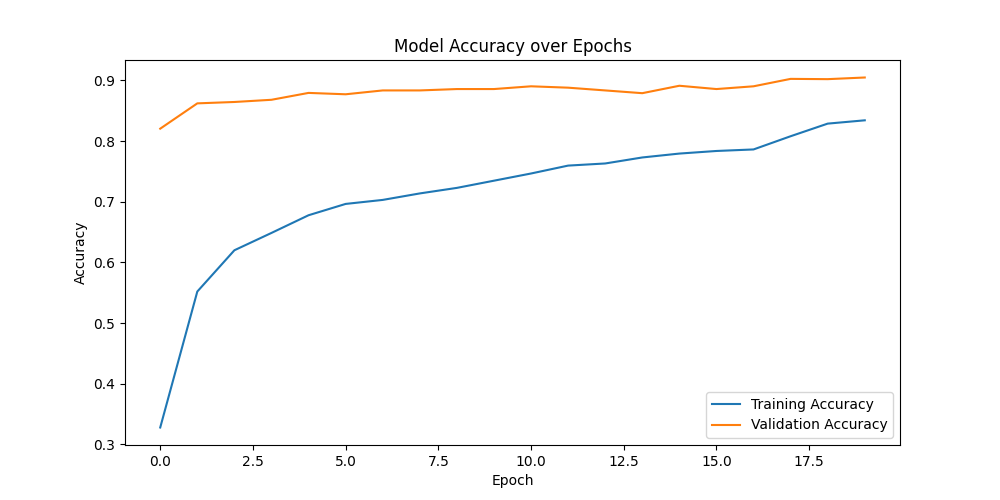 Model Accuracy over Epochs
Accuracy
0.9
0.8
0.7
0.6
0.5
0.4
0.3
Training Accuracy
Validation Accuracy
0.0 2.5 5.0 7.5 10.0 12.5 15.0 17.5
Epoch